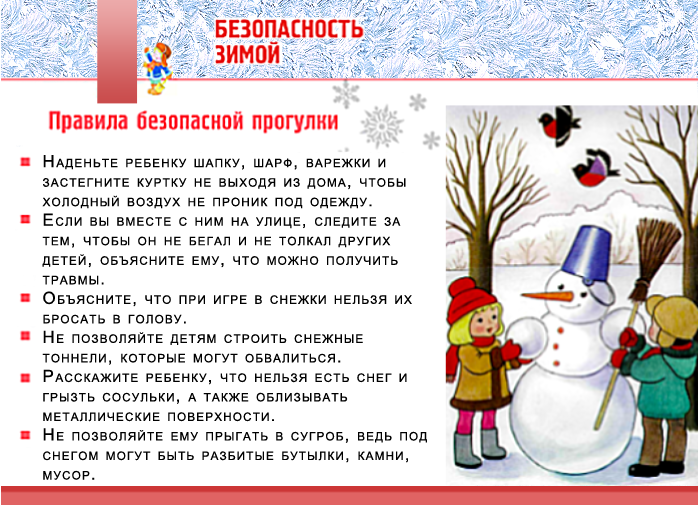 БЕЗОПАСНОСТЬ
ЗИМОЙ
Правила безопасной прогулки
Наденьте ребенку шапку, шарф, варежки и
застегните куртку не выходя из дома, чтобы
холодный воздух не проник под одежду.
Если вы вместе с ним на улице, следите за
тем, чтобы он не бегал и не толкал других
детей, объясните ему, что можно получить
травмы.
Объясните, что при игре в снежки нельзя их
бросать в голову.
Не позволяйте детям строить снежные
тоннели, которые могут обвалиться.
Расскажите ребенку, что нельзя есть снег и
грызть сосульки, а также облизывать
металлические поверхности.
Не позволяйте ему прыгать в сугроб, ведь под
снегом могут быть разбитые бутылки, камни,
мусор.